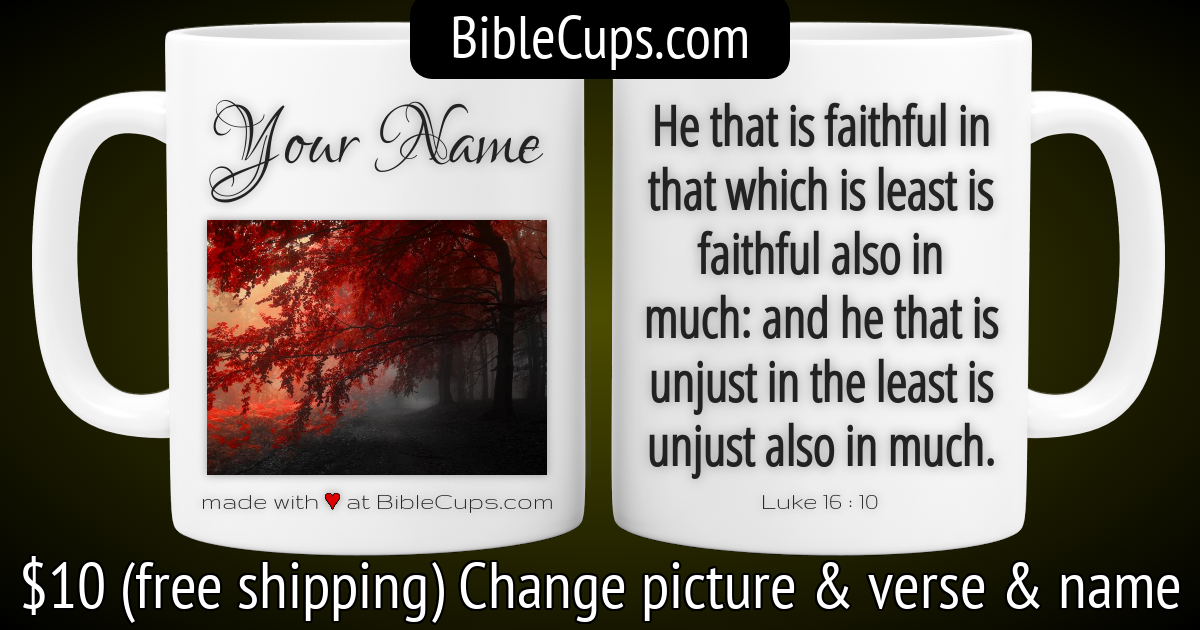 BibleCups.com
Your Name
made with ♥ at BibleCups.com
He that is faithful in
that which is least is
faithful also in
much: and he that is
unjust in the least is
unjust also in much.
Luke 16 : 10
$10 (free shipping) Change picture & verse & name